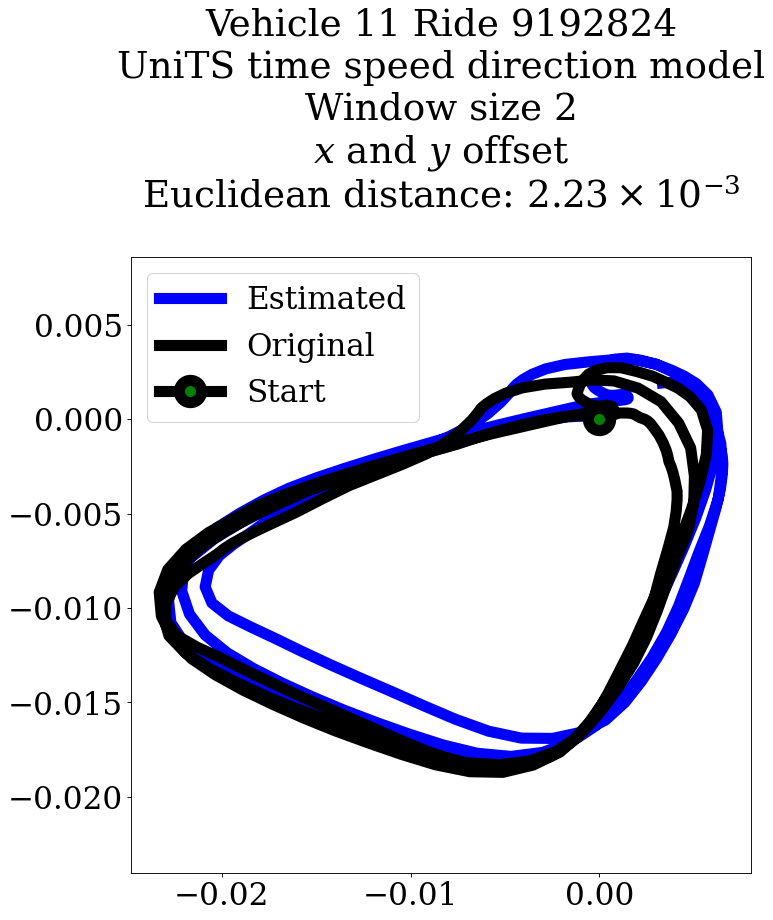 Vehicle 11 Ride 9192824
UniTS time speed direction model
Window size 2
x and y offset
Euclidean distance: 2.23 × 10⁻³
Estimated
Original
Start
0.005
0.000
−0.005
−0.010
−0.015
−0.020
−0.02 −0.01 0.00